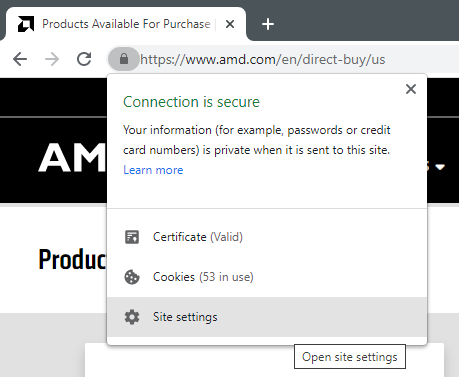 Products Available For Purchase
https://www.amd.com/en/direct-buy/us
Connection is secure
Your information (for example, passwords or credit
card numbers) is private when it is sent to this site.
Learn more
AM
s
Certificate (Valid)
Cookies (53 in use)
Produc
Site settings
Open site settings